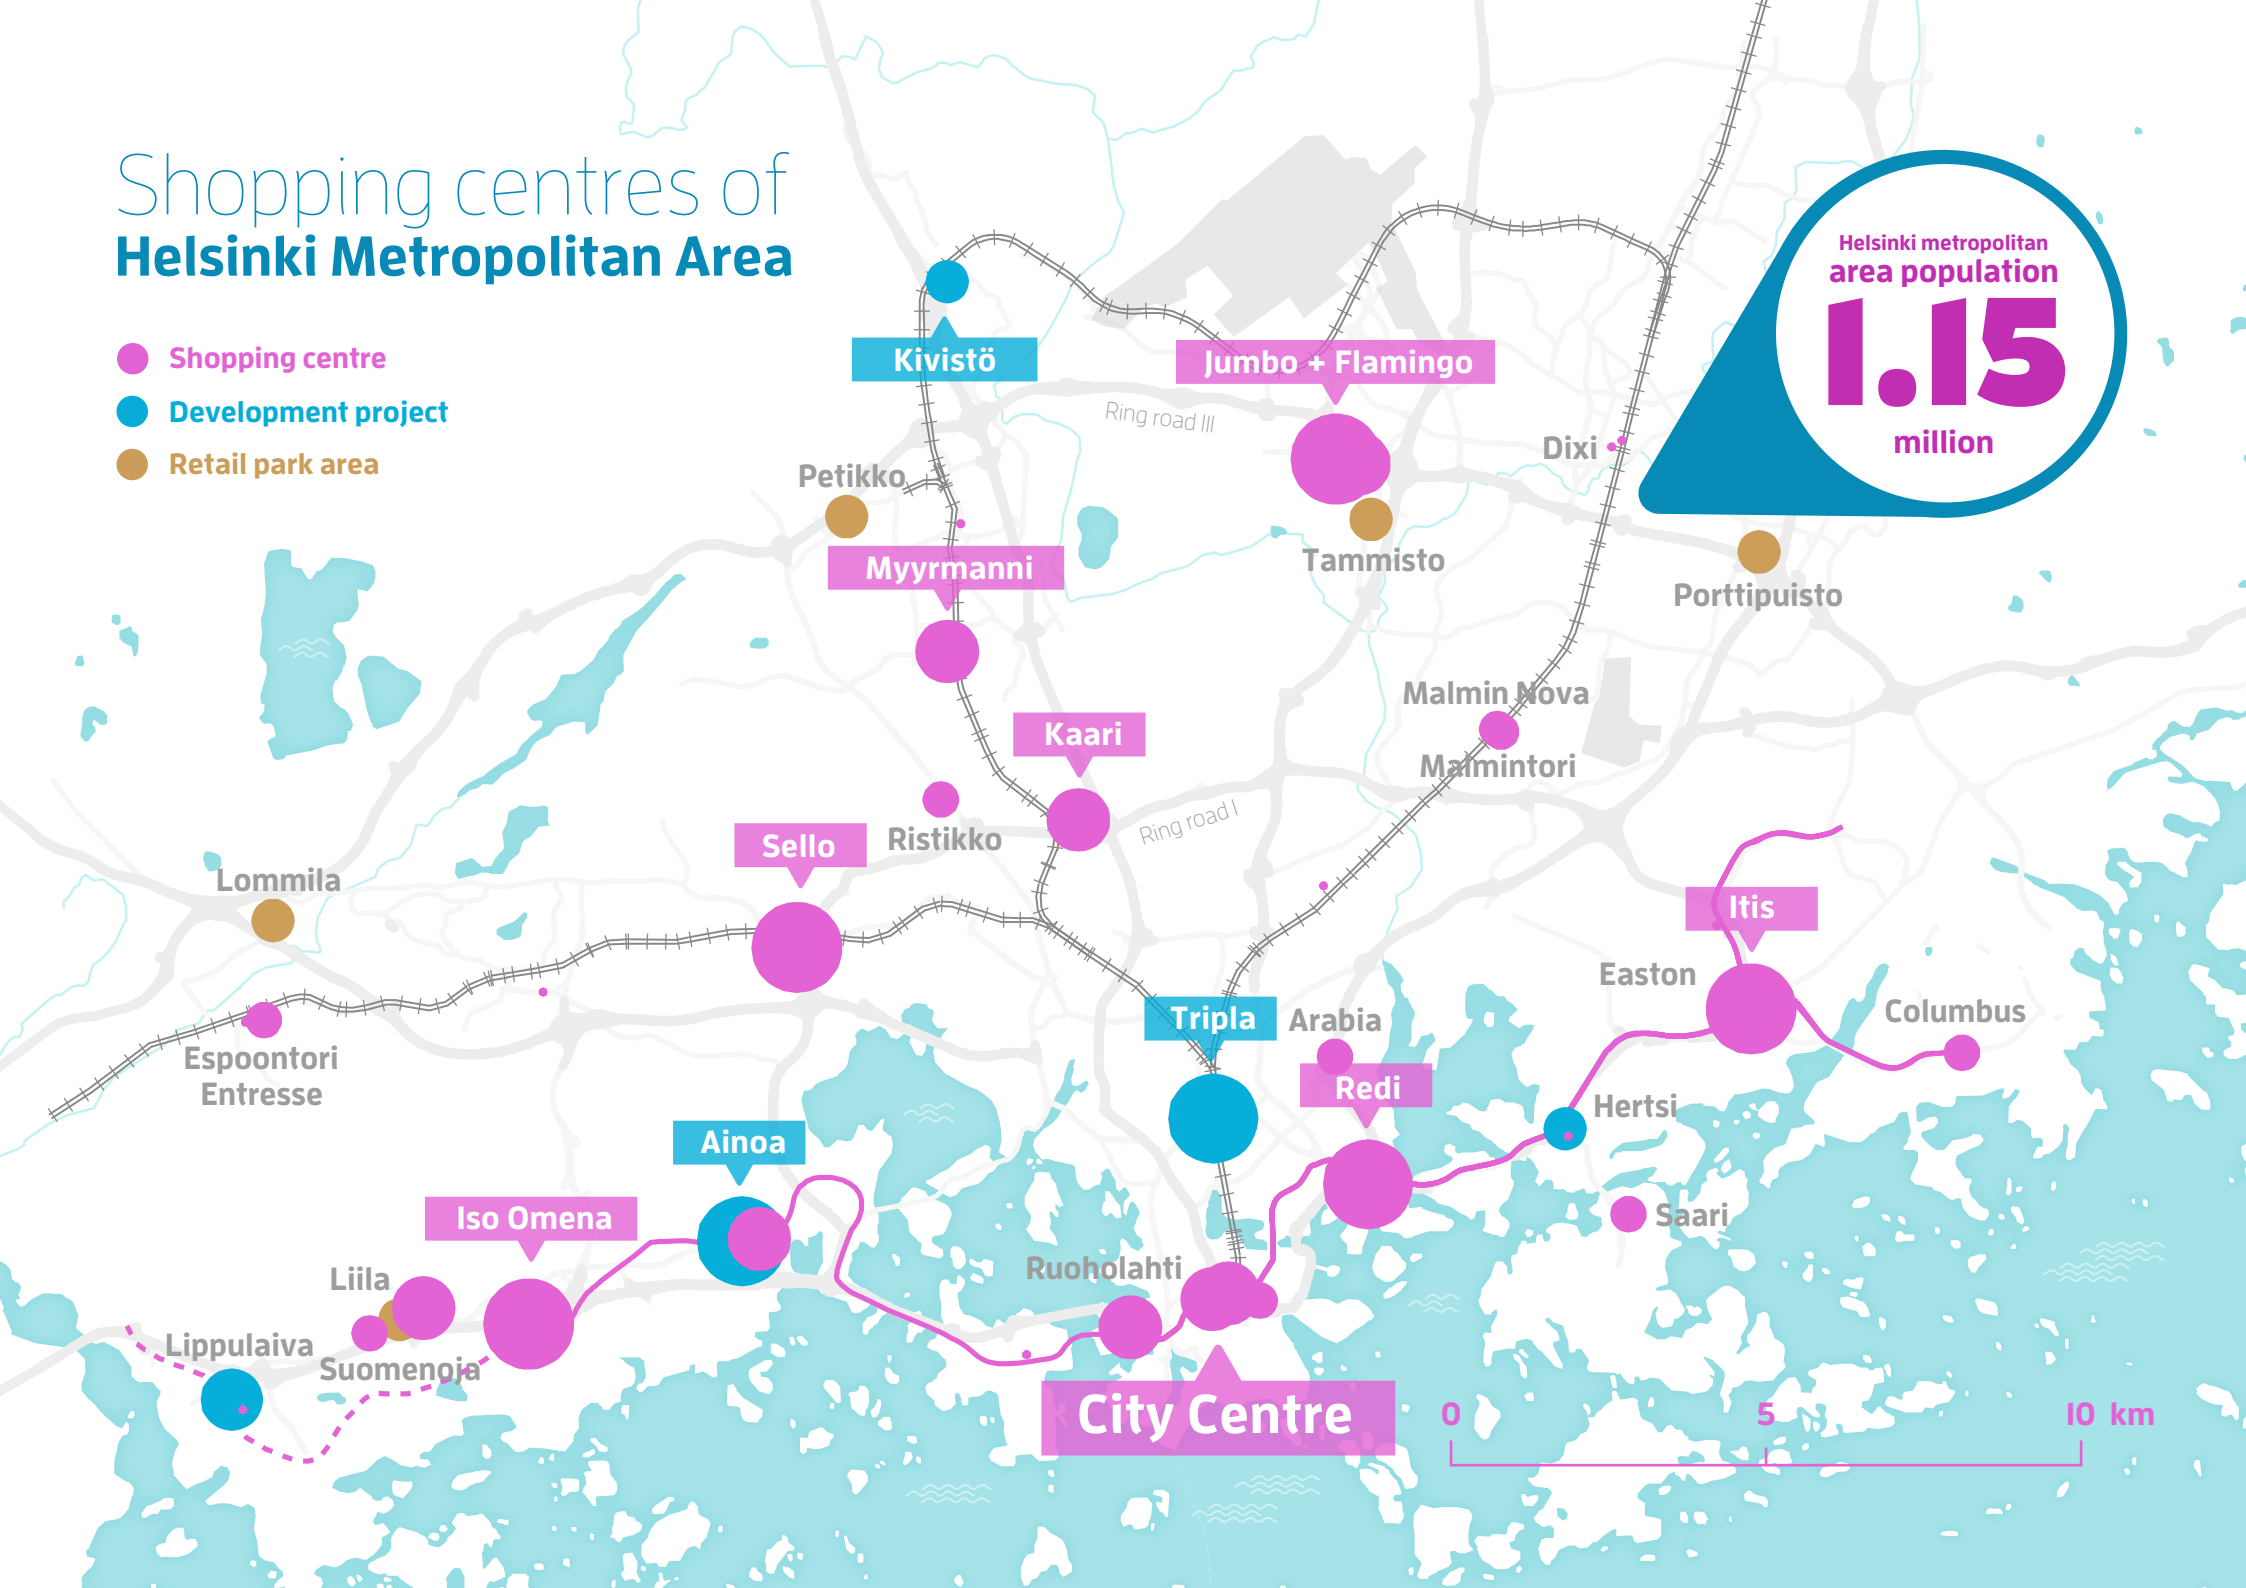 Shopping centres of
Helsinki Metropolitan Area
Shopping centre
Development project
Retail park area
Helsinki metropolitan
area population
1.15
million
Kivistö
Jumbo + Flamingo
Ring road III
Dixi
Petikko
Myyrmanni
Tammisto
Porttipuisto
Malmin Nova
Malmintori
Kaari
Ring road I
Ristikko
Sello
Lommila
Itis
Easton
Columbus
Tripla
Arabia
Espoontori
Entresse
Redi
Hertsi
Ainoa
Saari
Iso Omena
Ruoholahti
Liila
Lippulaiva
Suomenoja
City Centre
0 5 10 km